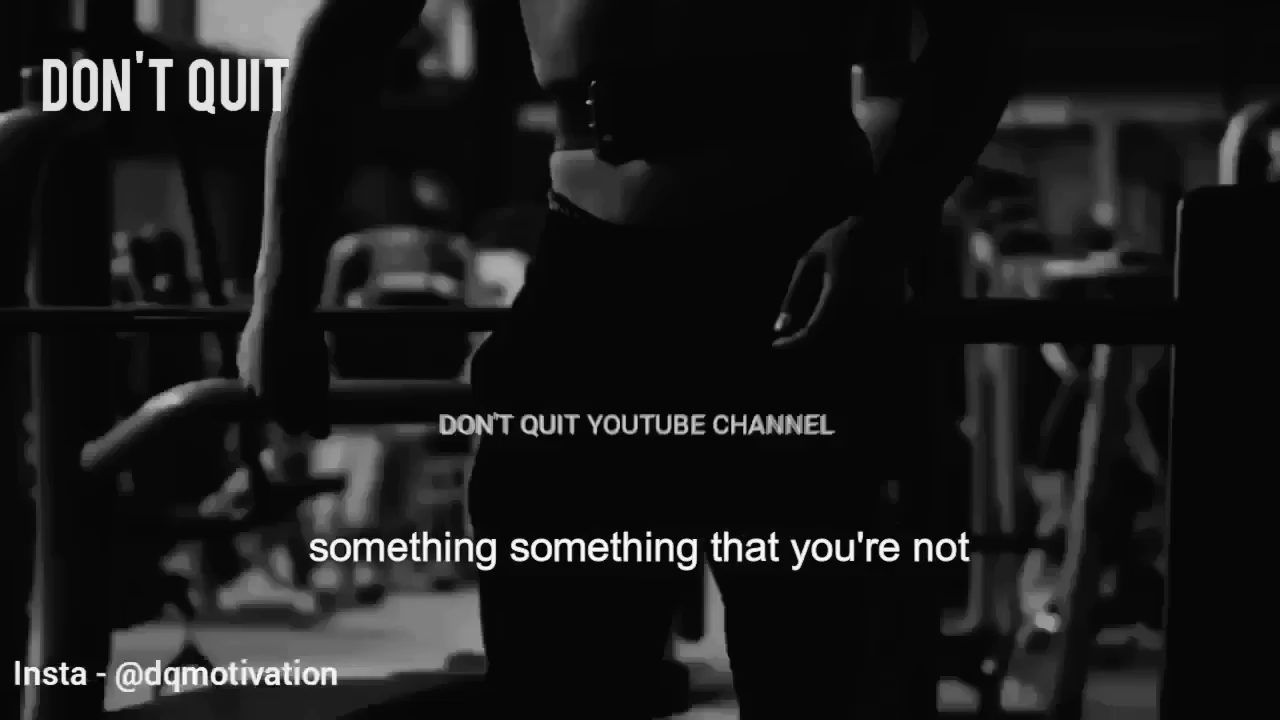 DON'T QUIT
DON'T QUIT YOUTUBE CHANNEL
something something that you're not
Insta - @dqmotivation